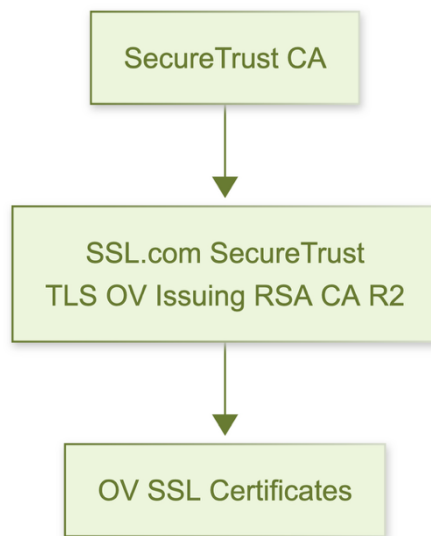 SecureTrust CA
SSL.com SecureTrust
TLS OV Issuing RSA CA R2
OV SSL Certificates